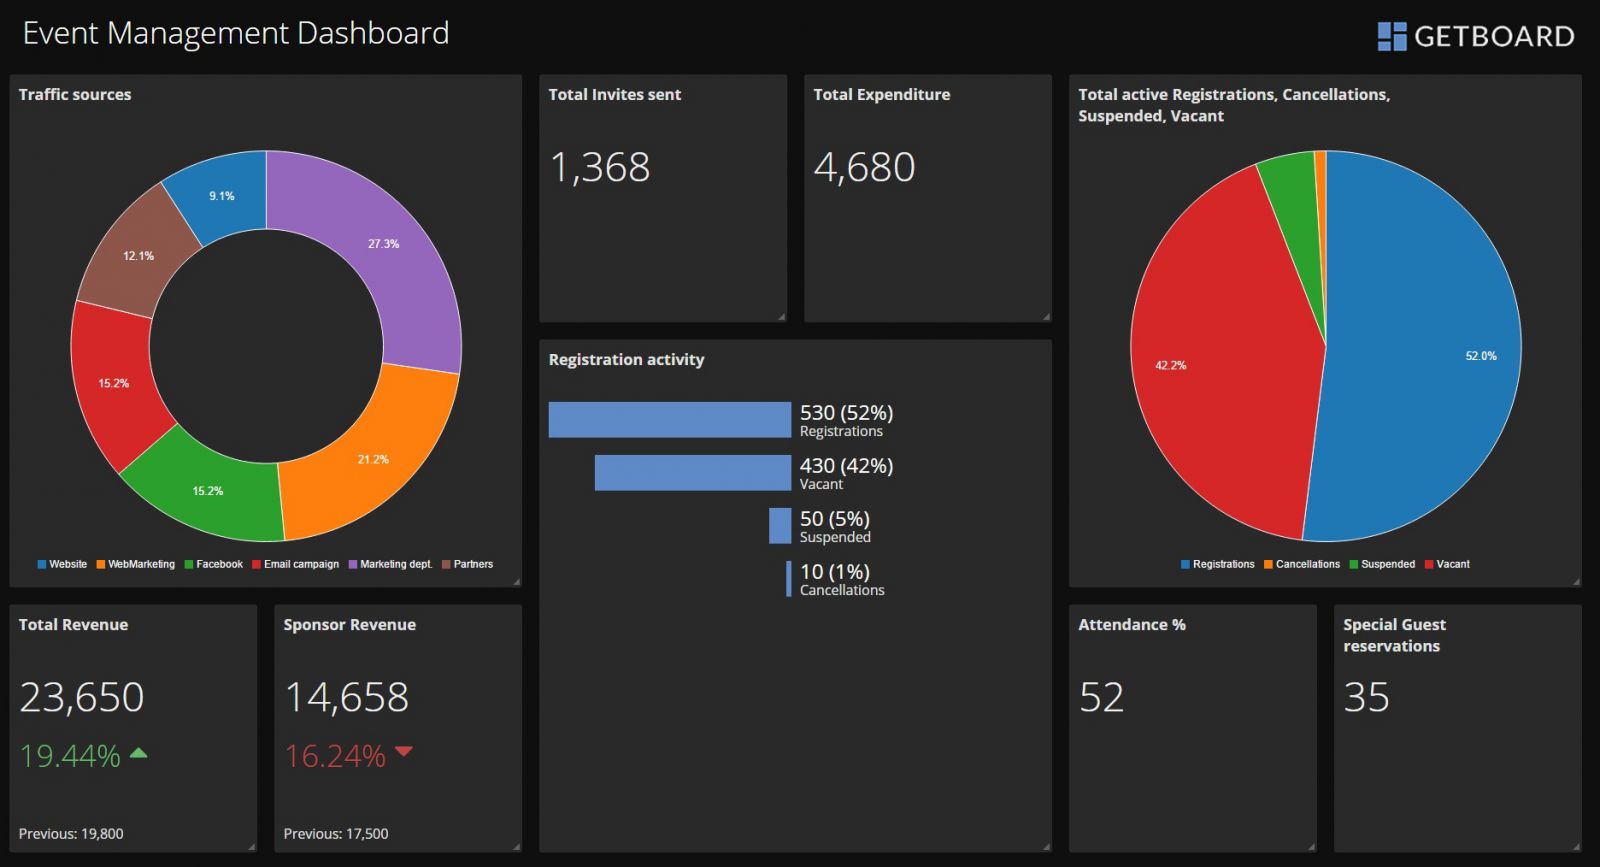 Event Management Dashboard
GETBOARD
Traffic sources
9.1%
27.3%
12.1%
15.2%
21.2%
15.2%
Website WebMarketing Facebook Email campaign Marketing dept. Partners
Total Invites sent
1,368
Total Expenditure
4,680
Registration activity
530 (52%)
Registrations
430 (42%)
Vacant
50 (5%)
Suspended
10 (1%)
Cancellations
Total active Registrations, Cancellations,
Suspended, Vacant
52.0%
42.2%
Registrations Cancellations Suspended Vacant
Total Revenue
23,650
19.44%
Previous: 19,800
Sponsor Revenue
14,658
16.24%
Previous: 17,500
Attendance %
52
Special Guest
reservations
35